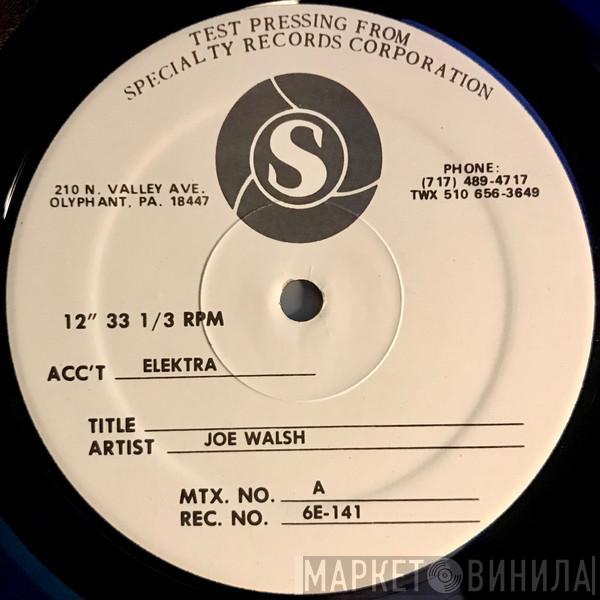 TEST PRESSING FROM
SPECIALTY RECORDS CORPORATION
S
210 N. VALLEY AVE.
OLYPHANT, PA. 18447
PHONE:
(717) 489-4717
TWX 510 656-3649
12" 33 1/3 RPM
ACC'T ELEKTRA
TITLE
ARTIST JOE WALSH
MTX. NO. A
REC. NO. 6E-141
МАРКЕТ ВИНИЛА